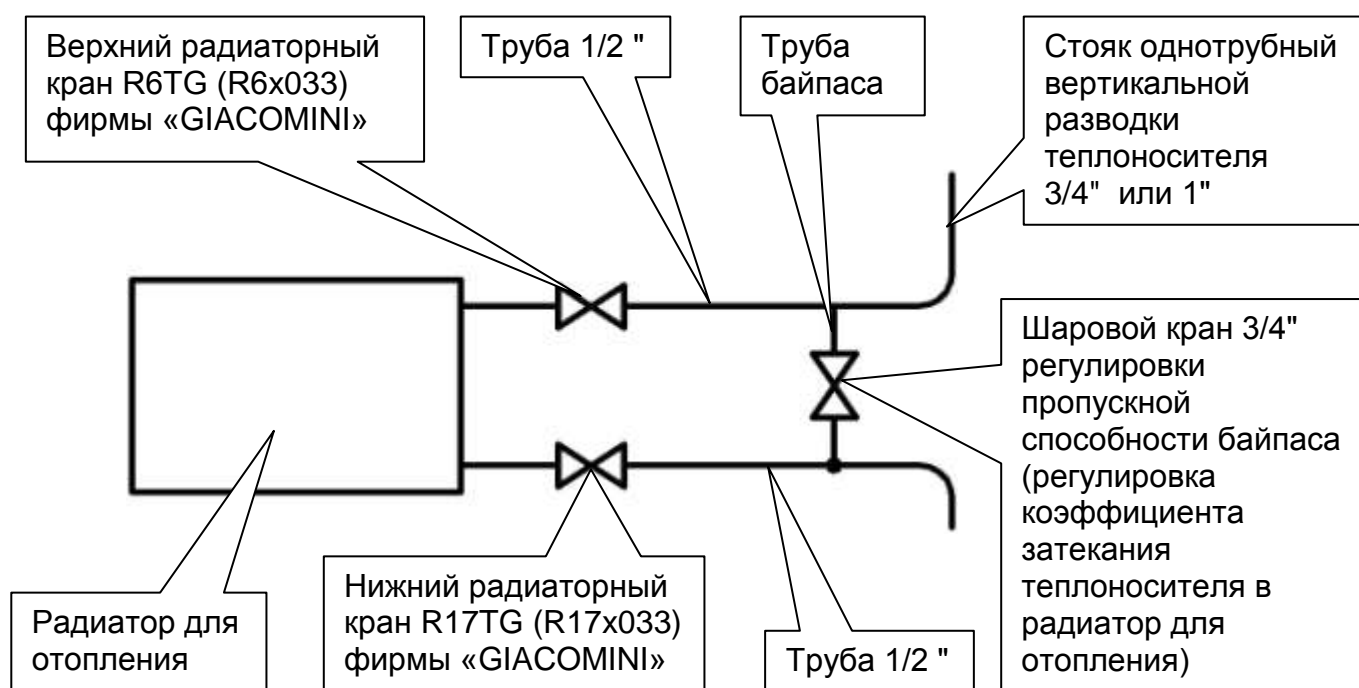 Верхний радиаторный
кран R6TG (R6x033)
фирмы «GIACOMINI»
Труба 1/2 "
Труба
байпаса
Стояк однотрубный
вертикальной
разводки
теплоносителя
3/4"  или 1"
Шаровой кран 3/4"
регулировки
пропускной
способности байпаса
(регулировка
коэффициента
затекания
теплоносителя в
радиатор для
отопления)
Радиатор для
отопления
Нижний радиаторный
кран R17TG (R17x033)
фирмы «GIACOMINI»
Труба 1/2 "